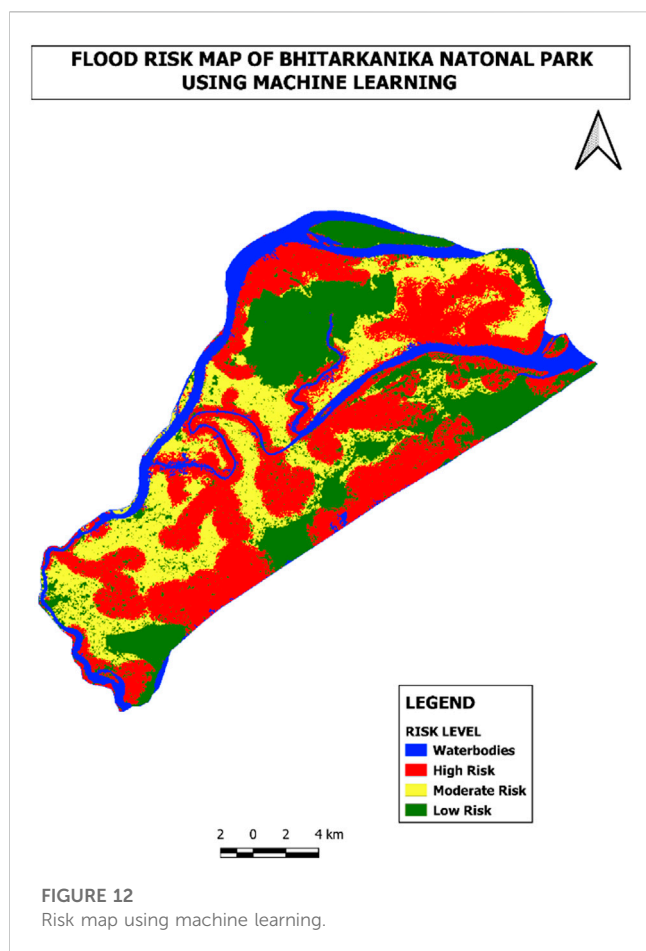 FLOOD RISK MAP OF BHITARKANIKA NATONAL PARK
USING MACHINE LEARNING
LEGEND
RISK LEVEL
Waterbodies
High Risk
Moderate Risk
Low Risk
2 0 2 4 km
FIGURE 12
Risk map using machine learning.